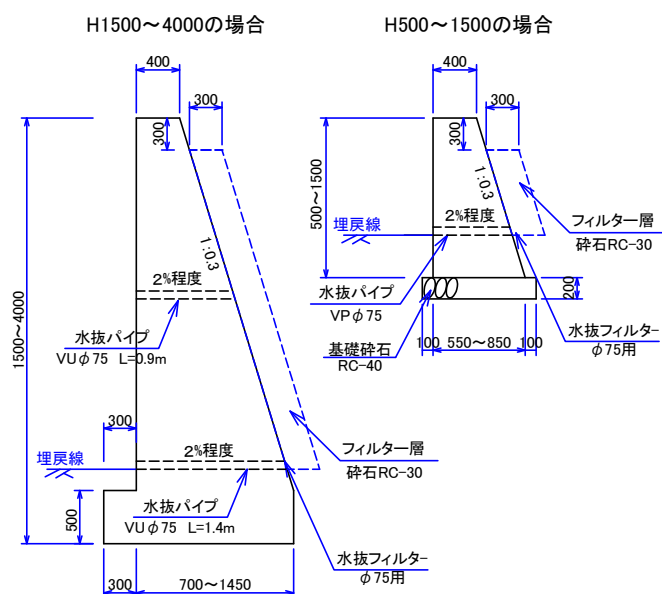 H1500～4000の場合
400
300
300
1500～4000
1:0.3
2%程度
水抜パイプ
VUφ75 L=0.9m
300
埋戻線
2%程度
フィルター層
砕石RC-30
水抜パイプ
VUφ75 L=1.4m
500
水抜フィルター
φ75用
300
700～1450
H500～1500の場合
400
300
300
500～1500
1:0.3
2%程度
埋戻線
フィルター層
砕石RC-30
水抜パイプ
VPφ75
200
基礎砕石
RC-40
100
550～850
100
水抜フィルター
φ75用